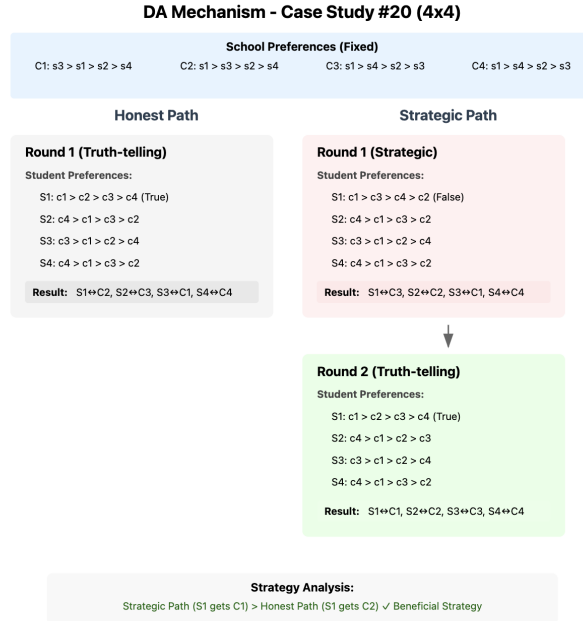 DA Mechanism - Case Study #20 (4x4)
School Preferences (Fixed)
C1: s3 > s1 > s2 > s4
C2: s1 > s3 > s2 > s4
C3: s1 > s4 > s2 > s3
C4: s1 > s4 > s2 > s3
Honest Path
Round 1 (Truth-telling)
Student Preferences:
S1: c1 > c2 > c3 > c4 (True)
S2: c4 > c1 > c3 > c2
S3: c3 > c1 > c2 > c4
S4: c4 > c1 > c3 > c2
Result: S1↔C2, S2↔C3, S3↔C1, S4↔C4
Strategic Path
Round 1 (Strategic)
Student Preferences:
S1: c1 > c3 > c4 > c2 (False)
S2: c4 > c1 > c3 > c2
S3: c3 > c1 > c2 > c4
S4: c4 > c1 > c3 > c2
Result: S1↔C3, S2↔C2, S3↔C1, S4↔C4
Round 2 (Truth-telling)
Student Preferences:
S1: c1 > c2 > c3 > c4 (True)
S2: c4 > c1 > c2 > c3
S3: c3 > c1 > c2 > c4
S4: c4 > c1 > c3 > c2
Result: S1↔C1, S2↔C2, S3↔C3, S4↔C4
Strategy Analysis:
Strategic Path (S1 gets C1) > Honest Path (S1 gets C2) ✓ Beneficial Strategy